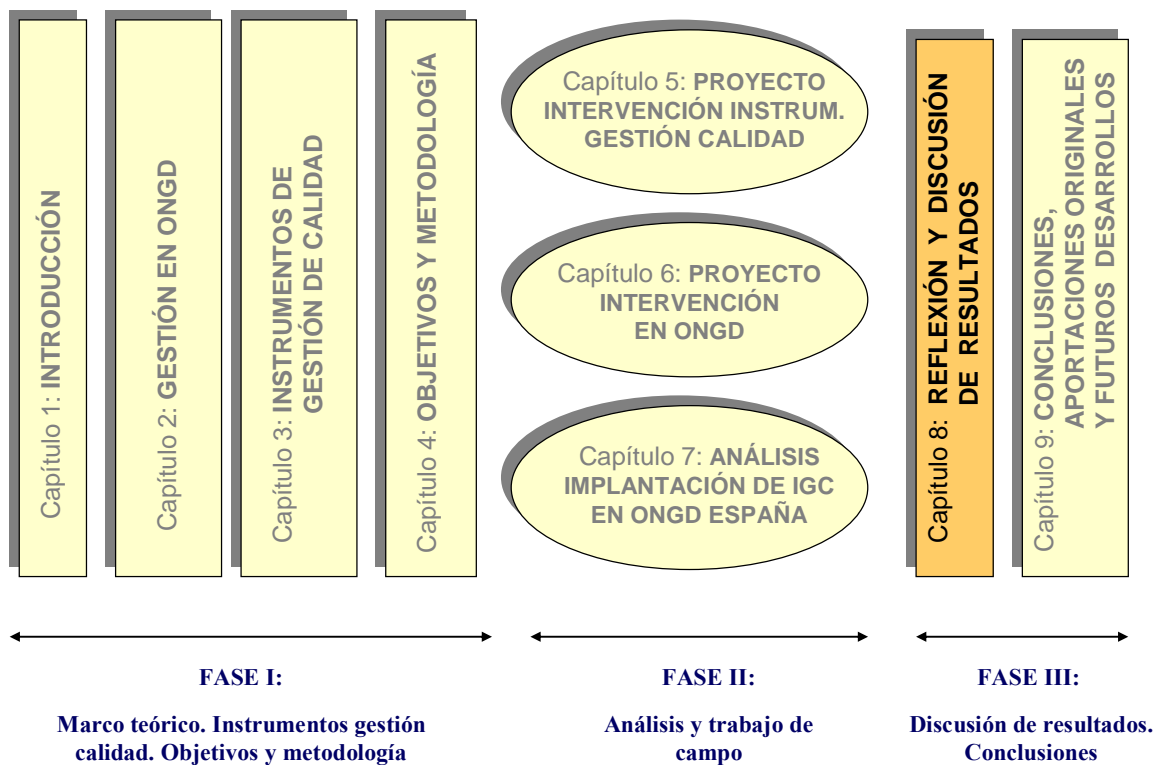 Capítulo 1: INTRODUCCIÓN
Capítulo 2: GESTIÓN EN ONGD
Capítulo 3: INSTRUMENTOS DE
GESTIÓN DE CALIDAD
Capítulo 4: OBJETIVOS Y METODOLOGÍA
Capítulo 5: PROYECTO
INTERVENCIÓN INSTRUM.
GESTIÓN CALIDAD
Capítulo 6: PROYECTO
INTERVENCIÓN
EN ONGD
Capítulo 7: ANÁLISIS
IMPLANTACIÓN DE IGC
EN ONGD ESPAÑA
Capítulo 8: REFLEXIÓN Y DISCUSIÓN
DE RESULTADOS
Capítulo 9: CONCLUSIONES,
APORTACIONES ORIGINALES
Y FUTUROS DESARROLLOS
FASE I:
Marco teórico. Instrumentos gestión
calidad. Objetivos y metodología
FASE II:
Análisis y trabajo de
campo
FASE III:
Discusión de resultados.
Conclusiones